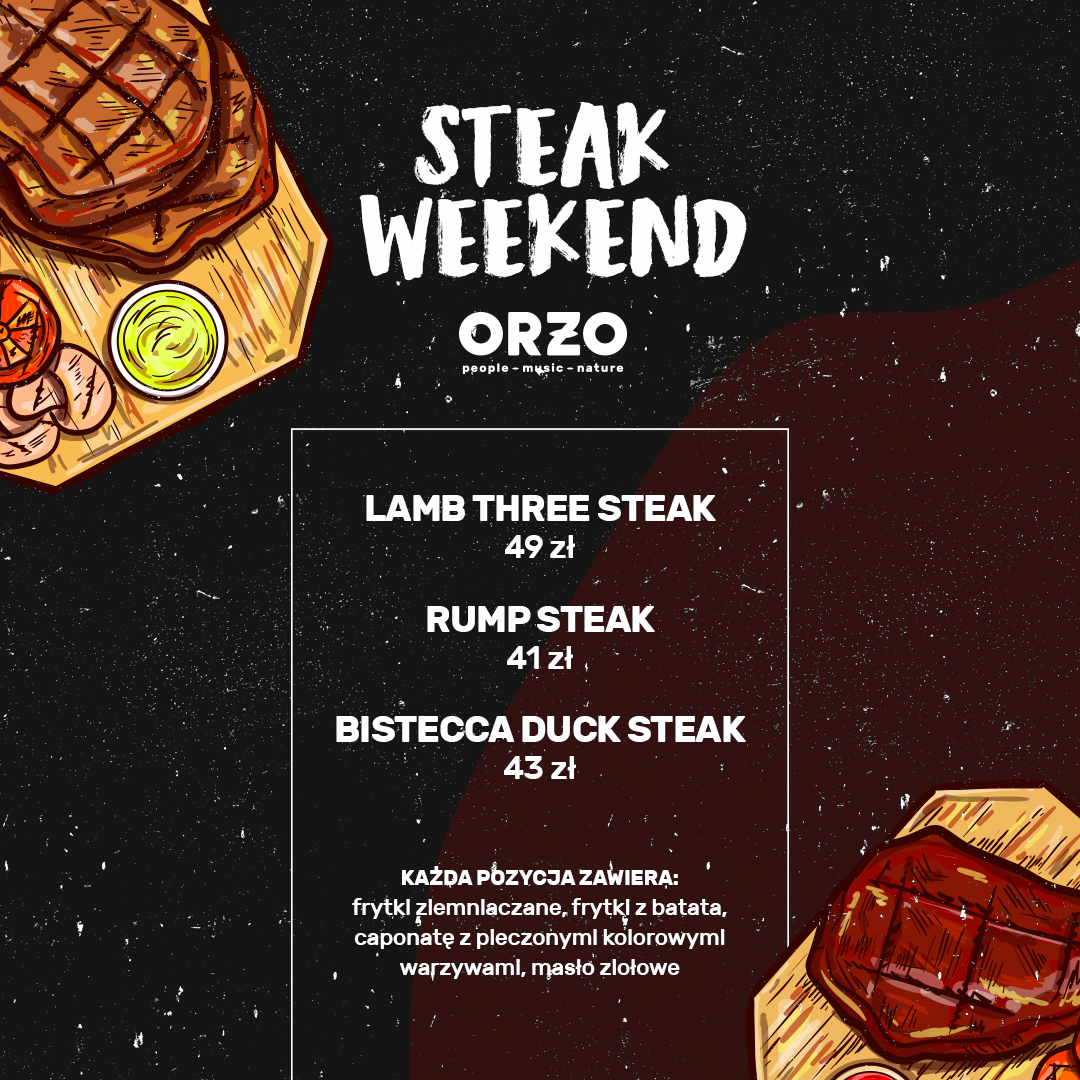 STEAK
WEEKEND
ORZO
people - music - nature
LAMB THREE STEAK
49 zł
RUMP STEAK
41 zł
BISTECCA DUCK STEAK
43 zł
KAŻDA POZYCJA ZAWIERA:
frytki ziemniaczane, frytki z batata,
caponatę z pieczonymi kolorowymi
warzywami, masło ziołowe